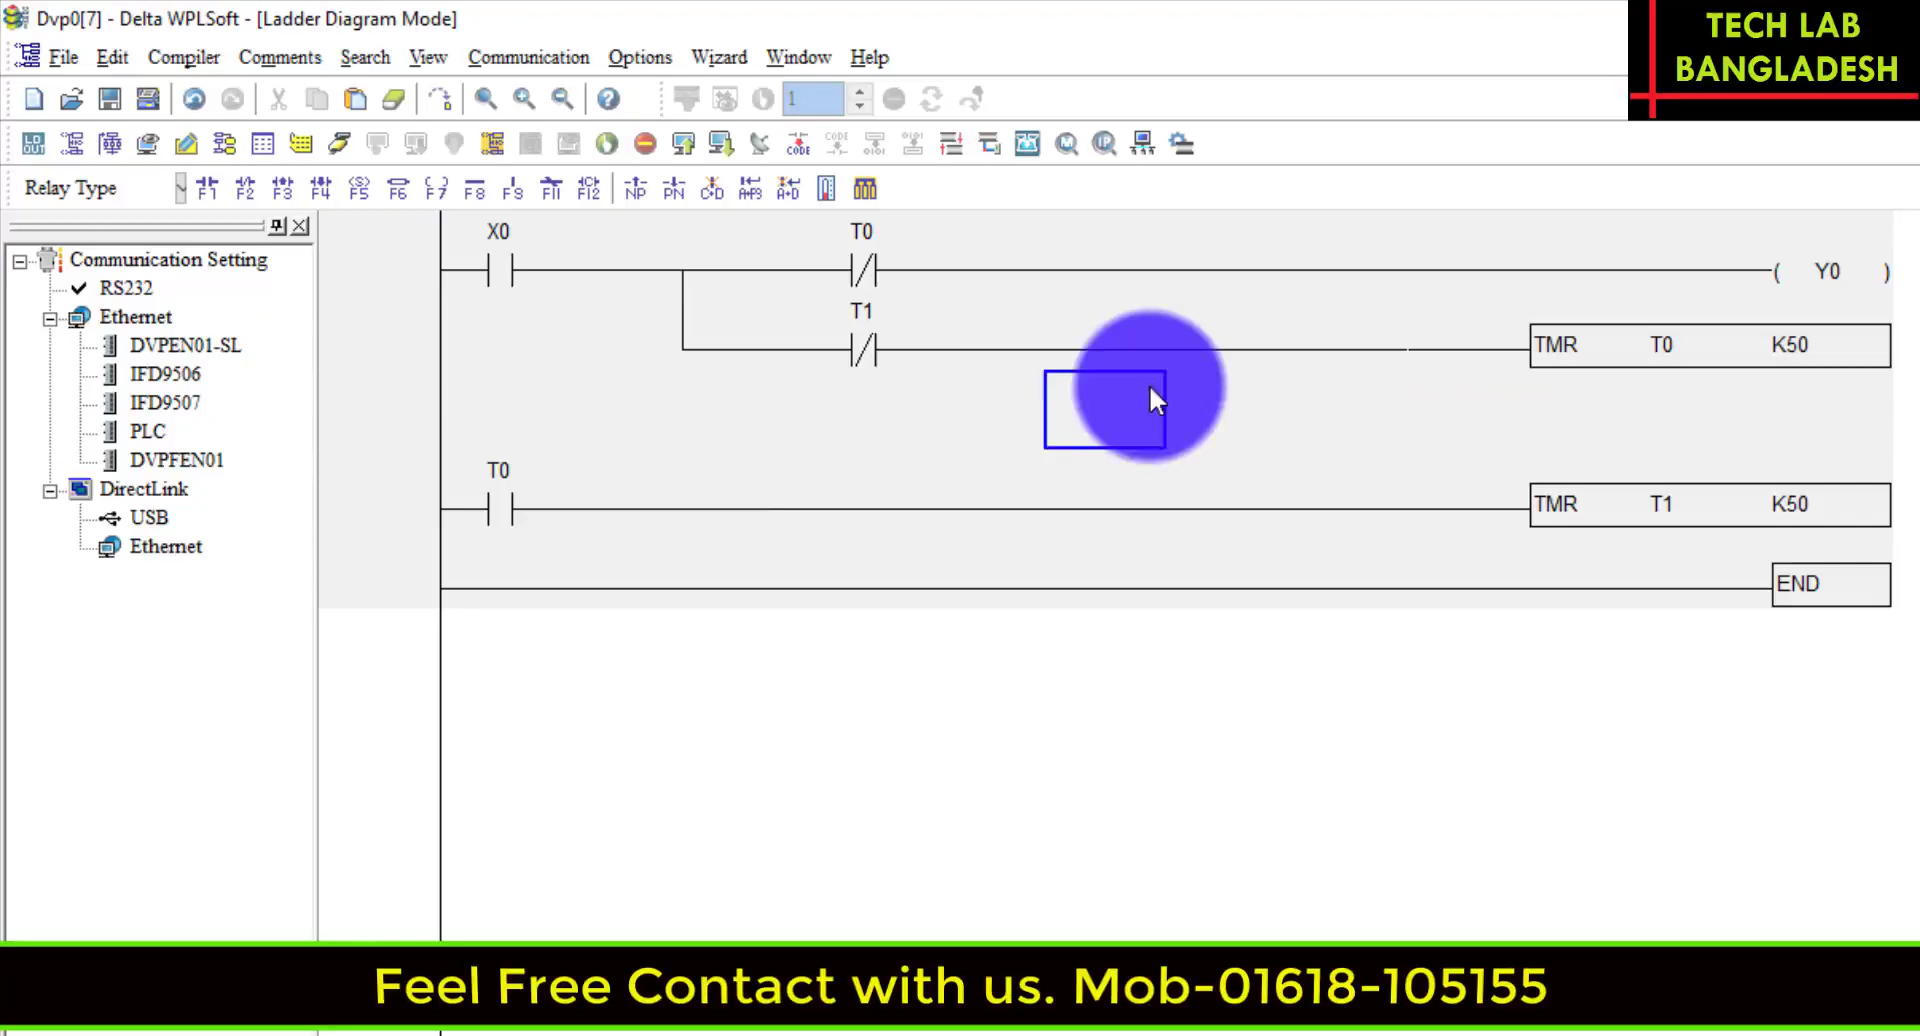 Dvp0[7] - Delta WPLSoft - [Ladder Diagram Mode]
TECH LAB
BANGLADESH
File Edit Compiler Comments Search View Communication Options Wizard Window Help
1
Relay Type F1 F2 F3 F4 F5 F6 F7 F8 F9 F11 F12 NP PN
Communication Setting
RS232
Ethernet
DVPEN01-SL
IFD9506
IFD9507
PLC
DVPFEN01
DirectLink
USB
Ethernet
X0 T0
( Y0 )
T1
TMR T0 K50
T0
TMR T1 K50
END
Feel Free Contact with us. Mob-01618-105155